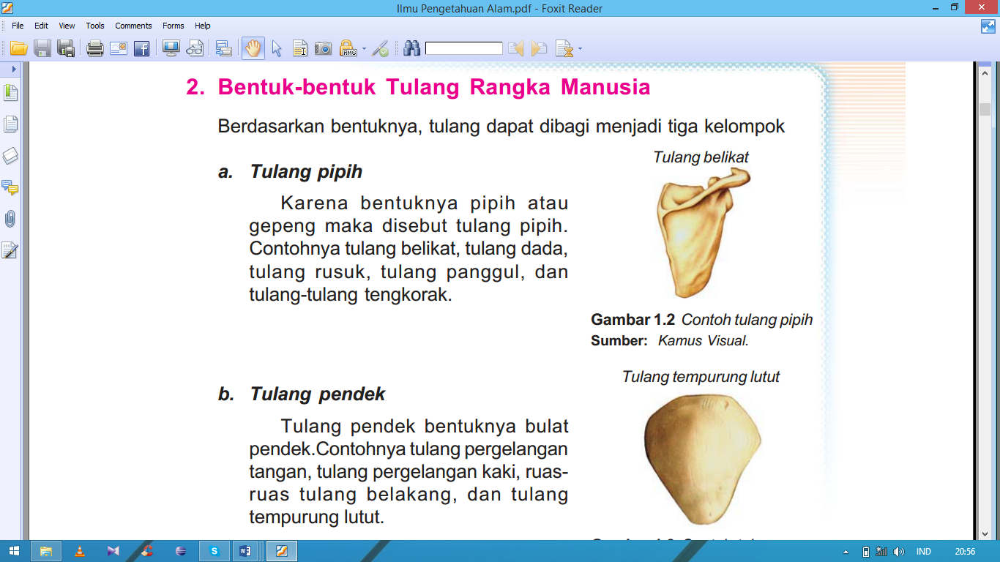 Ilmu Pengetahuan Alam.pdf - Foxit Reader
File Edit View Tools Comments Forms Help
RMS
2. Bentuk-bentuk Tulang Rangka Manusia
Berdasarkan bentuknya, tulang dapat dibagi menjadi tiga kelompok
a. Tulang pipih
Karena bentuknya pipih atau
gepeng maka disebut tulang pipih.
Contohnya tulang belikat, tulang dada,
tulang rusuk, tulang panggul, dan
tulang-tulang tengkorak.
Tulang belikat
Gambar 1.2 Contoh tulang pipih
Sumber: Kamus Visual.
b. Tulang pendek
Tulang pendek bentuknya bulat
pendek.Contohnya tulang pergelangan
tangan, tulang pergelangan kaki, ruas-
ruas tulang belakang, dan tulang
tempurung lutut.
Tulang tempurung lutut
IND 20:56